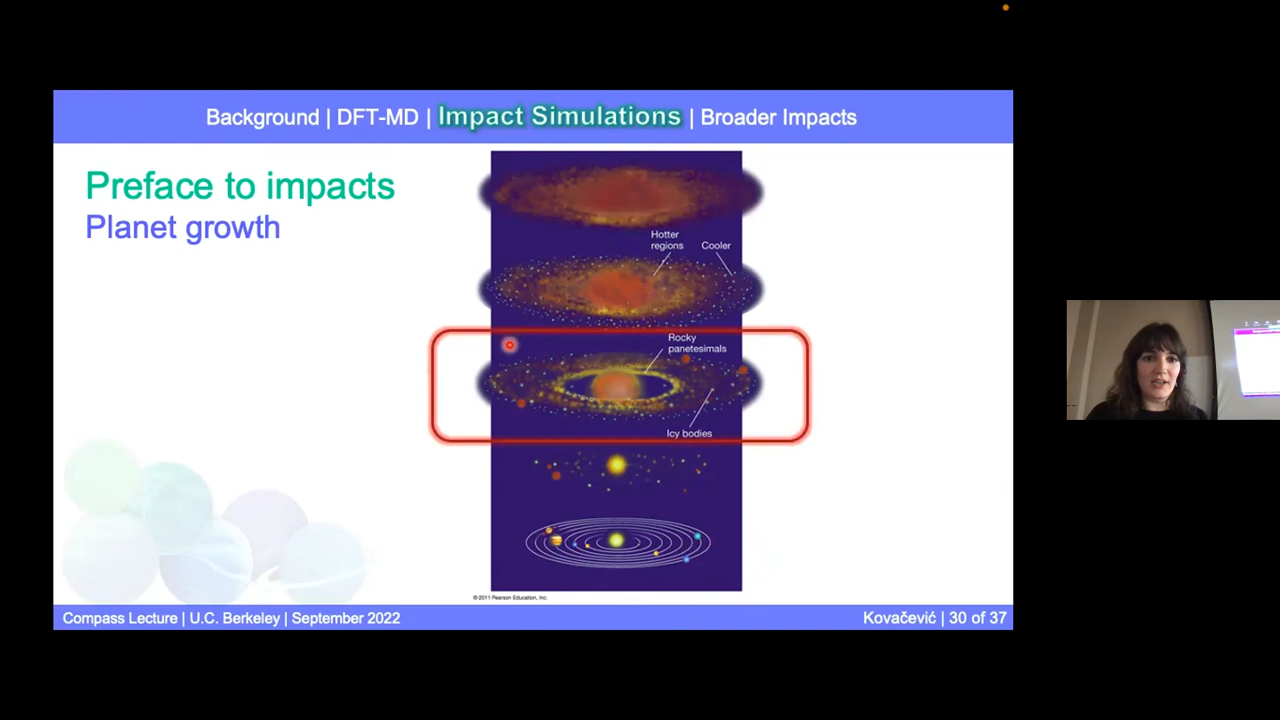 Background | DFT-MD | Impact Simulations | Broader Impacts
Preface to impacts
Planet growth
Hotter
regions
Cooler
Rocky
panetesimals
Icy bodies
© 2011 Pearson Education, Inc.
Compass Lecture | U.C. Berkeley | September 2022
Kovačević | 30 of 37